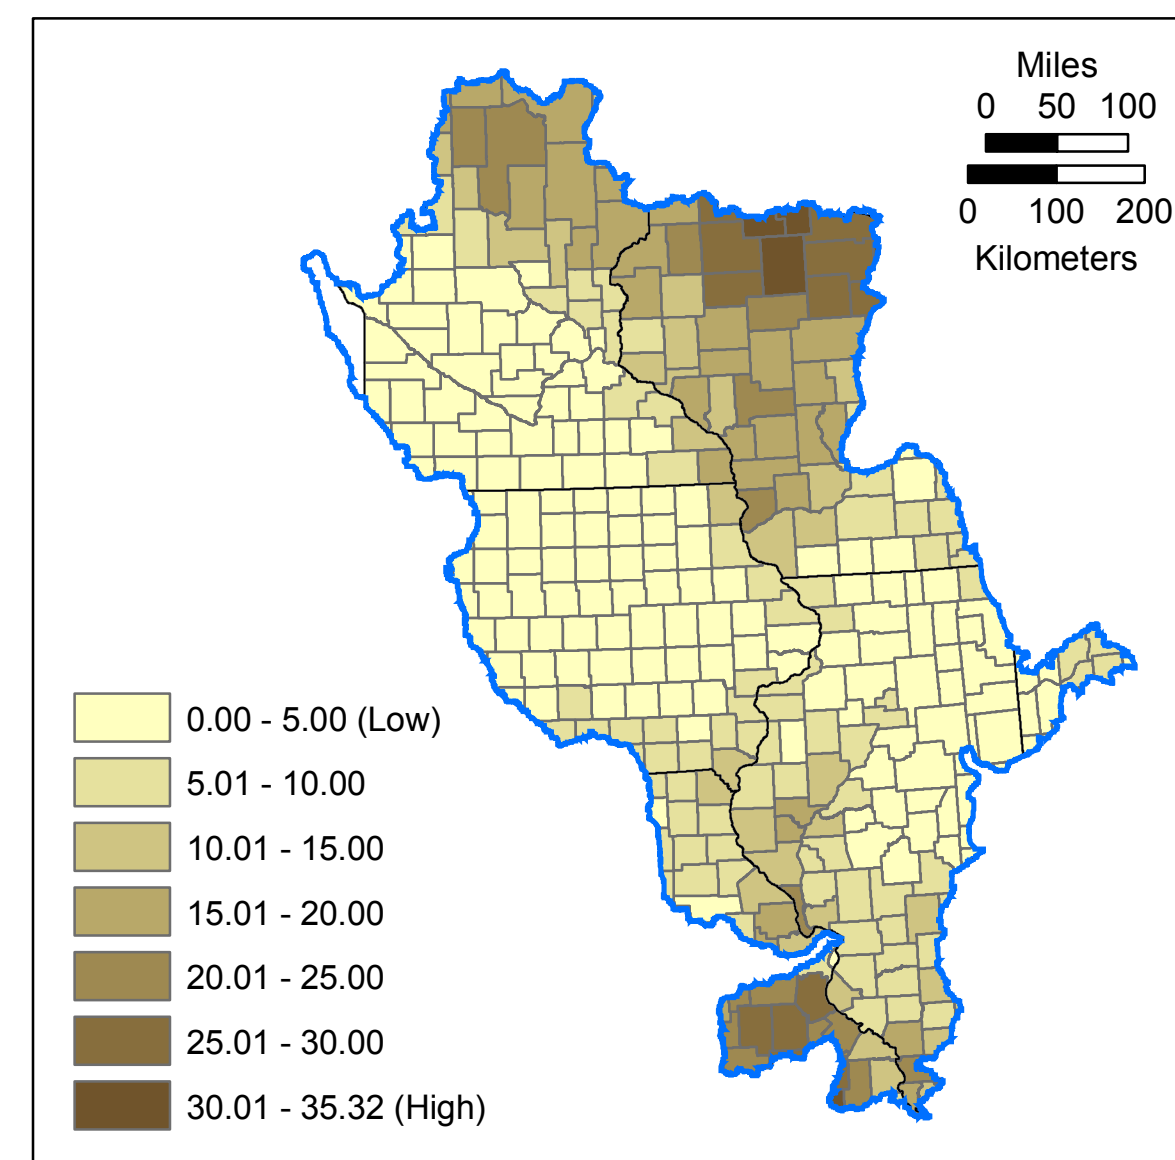 Miles
0 50 100
0 100 200
Kilometers
0.00 - 5.00 (Low)
5.01 - 10.00
10.01 - 15.00
15.01 - 20.00
20.01 - 25.00
25.01 - 30.00
30.01 - 35.32 (High)